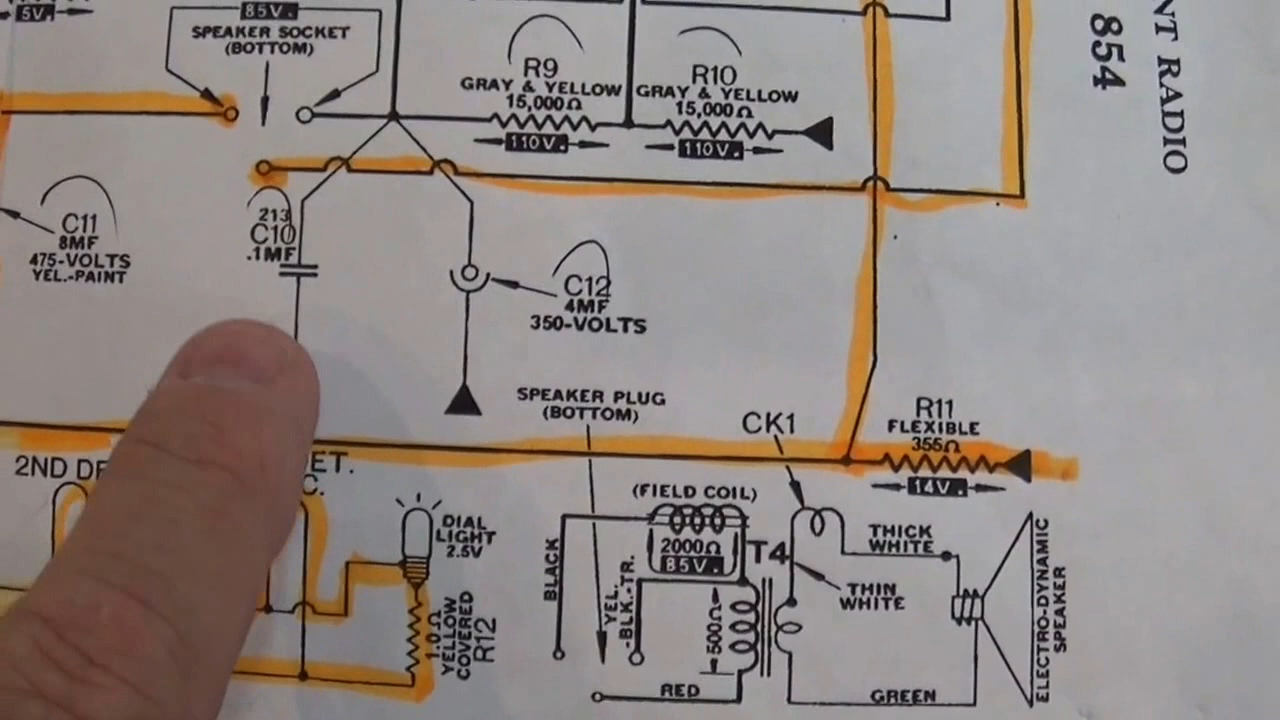 5V.
85V.
SPEAKER SOCKET
(BOTTOM)
R9
GRAY & YELLOW
15,000Ω
110V.
R10
GRAY & YELLOW
15,000Ω
110V.
NT RADIO
854
C11
8MF
475-VOLTS
YEL.-PAINT
213
C10
.1MF
C12
4MF
350-VOLTS
SPEAKER PLUG
(BOTTOM)
CK1
R11
FLEXIBLE
355Ω
14V.
2ND DE
ET.
C.
DIAL
LIGHT
2.5V
1.0Ω
YELLOW
COVERED
R12
(FIELD COIL)
2000Ω
85V.
BLACK
YEL.
-BLK.-TR.
500Ω
T4
RED
THICK
WHITE
THIN
WHITE
GREEN
ELECTRO-DYNAMIC
SPEAKER